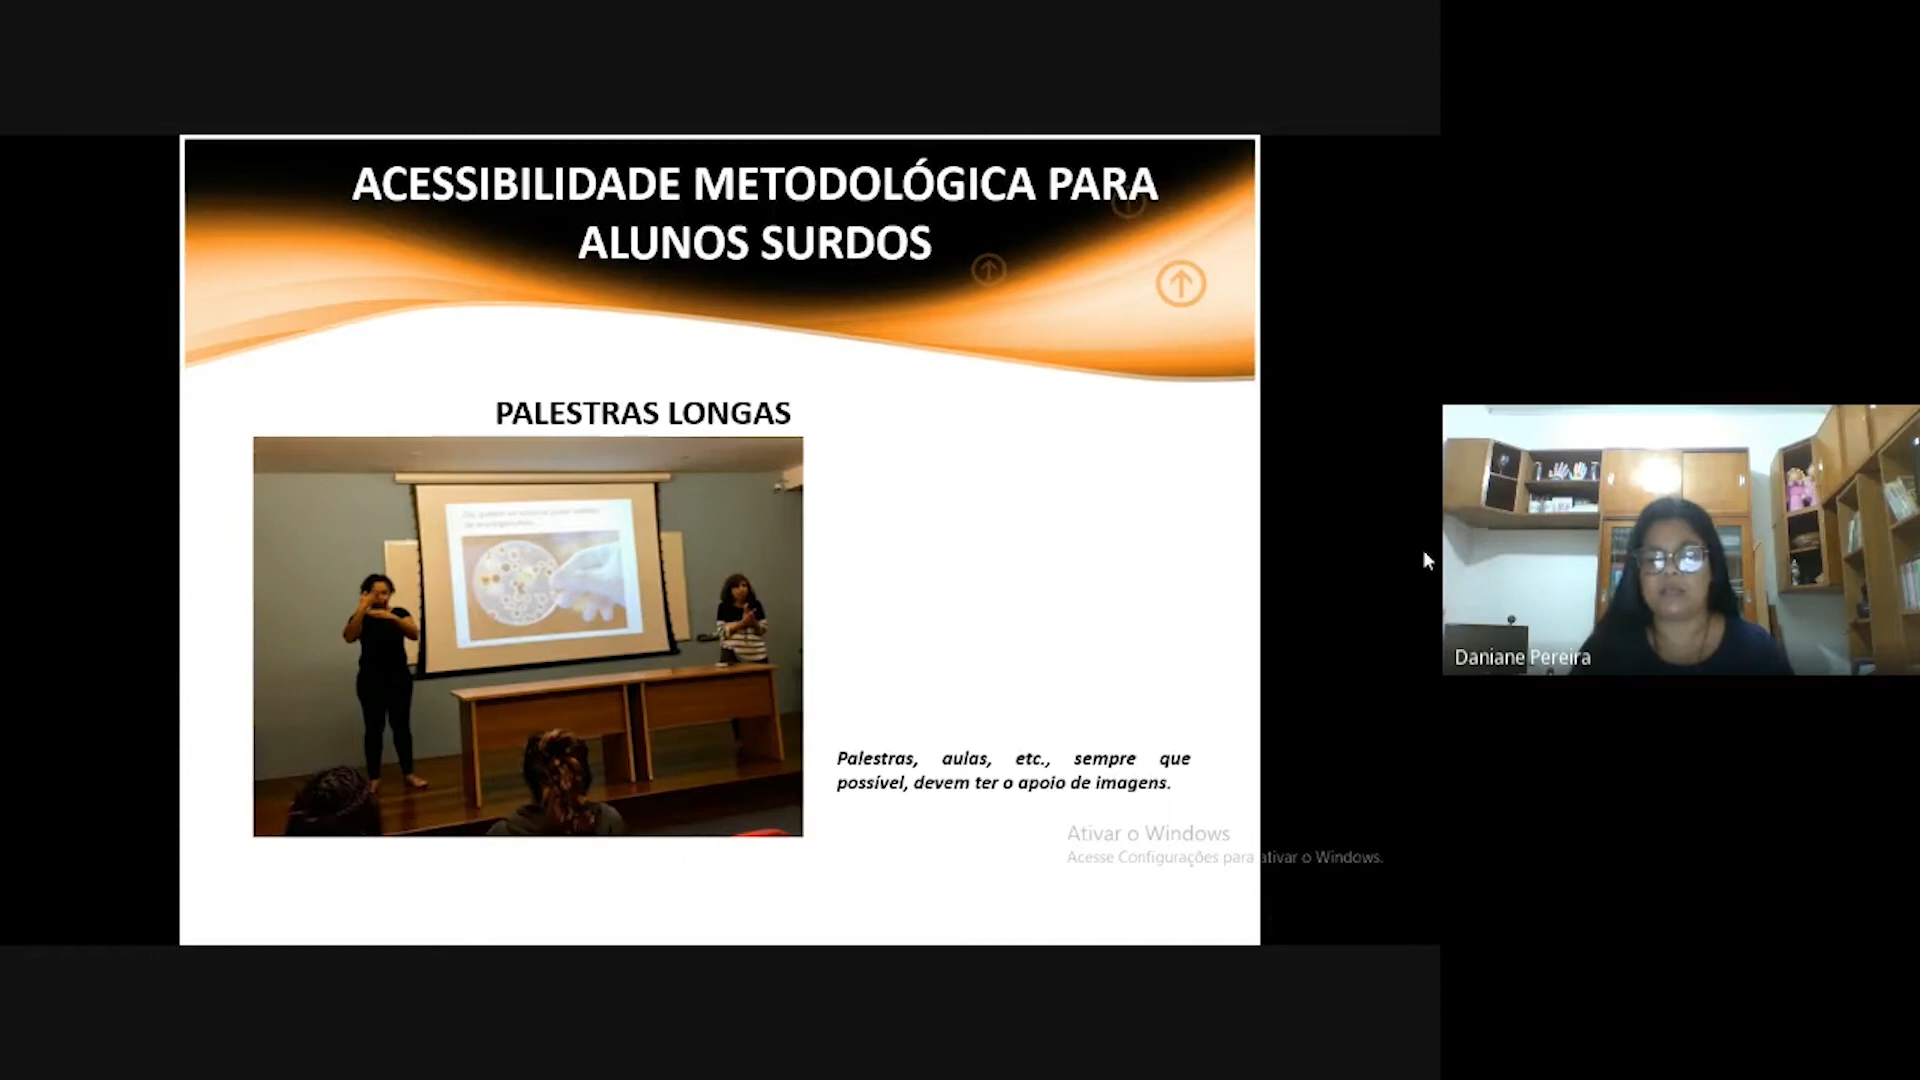 ACESSIBILIDADE METODOLÓGICA PARA
ALUNOS SURDOS
PALESTRAS LONGAS
Palestras, aulas, etc., sempre que
possível, devem ter o apoio de imagens.
Ativar o Windows
Acesse Configurações para ativar o Windows.
Daniane Pereira